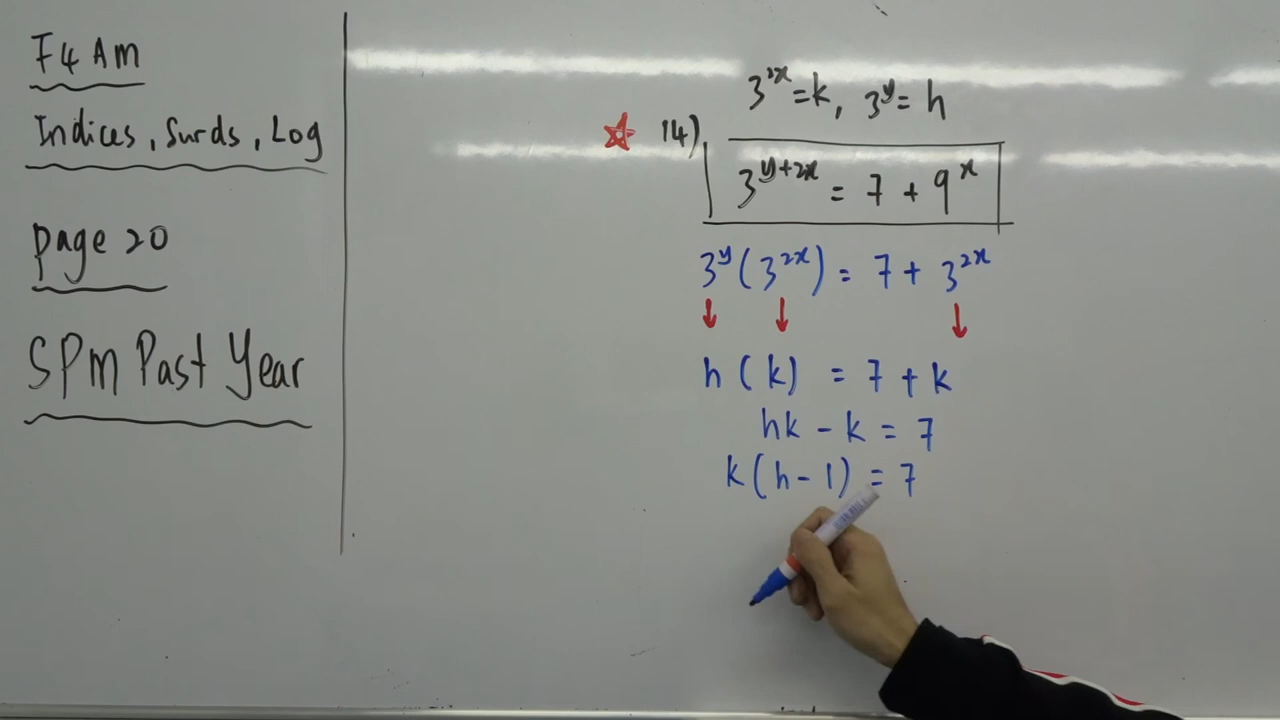 F4 Am
Indices, Surds, Log
page 20
SPM Past Year
3^{2x} = k, 3^y = h
14)
3^{y+2x} = 7 + 9^x
3^y (3^{2x}) = 7 + 3^{2x}
↓ ↓ ↓
h (k) = 7 + k
hk - k = 7
k (h - 1) = 7